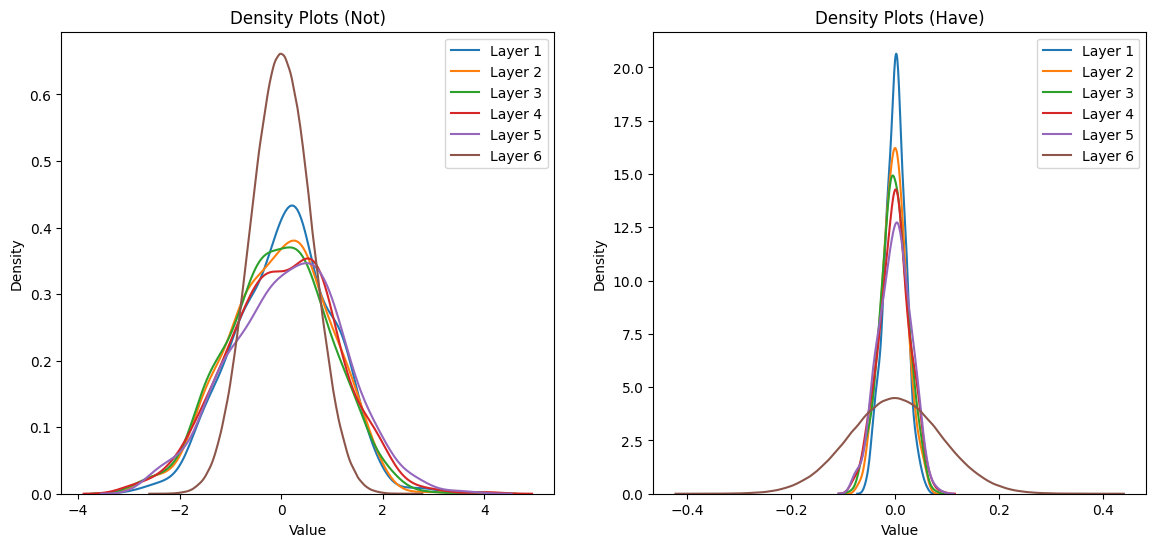 Density Plots (Not)
Layer 1
Layer 2
Layer 3
Layer 4
Layer 5
Layer 6
Density
0.6
0.5
0.4
0.3
0.2
0.1
0.0
−4 −2 0 2 4
Value
Density Plots (Have)
Layer 1
Layer 2
Layer 3
Layer 4
Layer 5
Layer 6
Density
20.0
17.5
15.0
12.5
10.0
7.5
5.0
2.5
0.0
−0.4 −0.2 0.0 0.2 0.4
Value